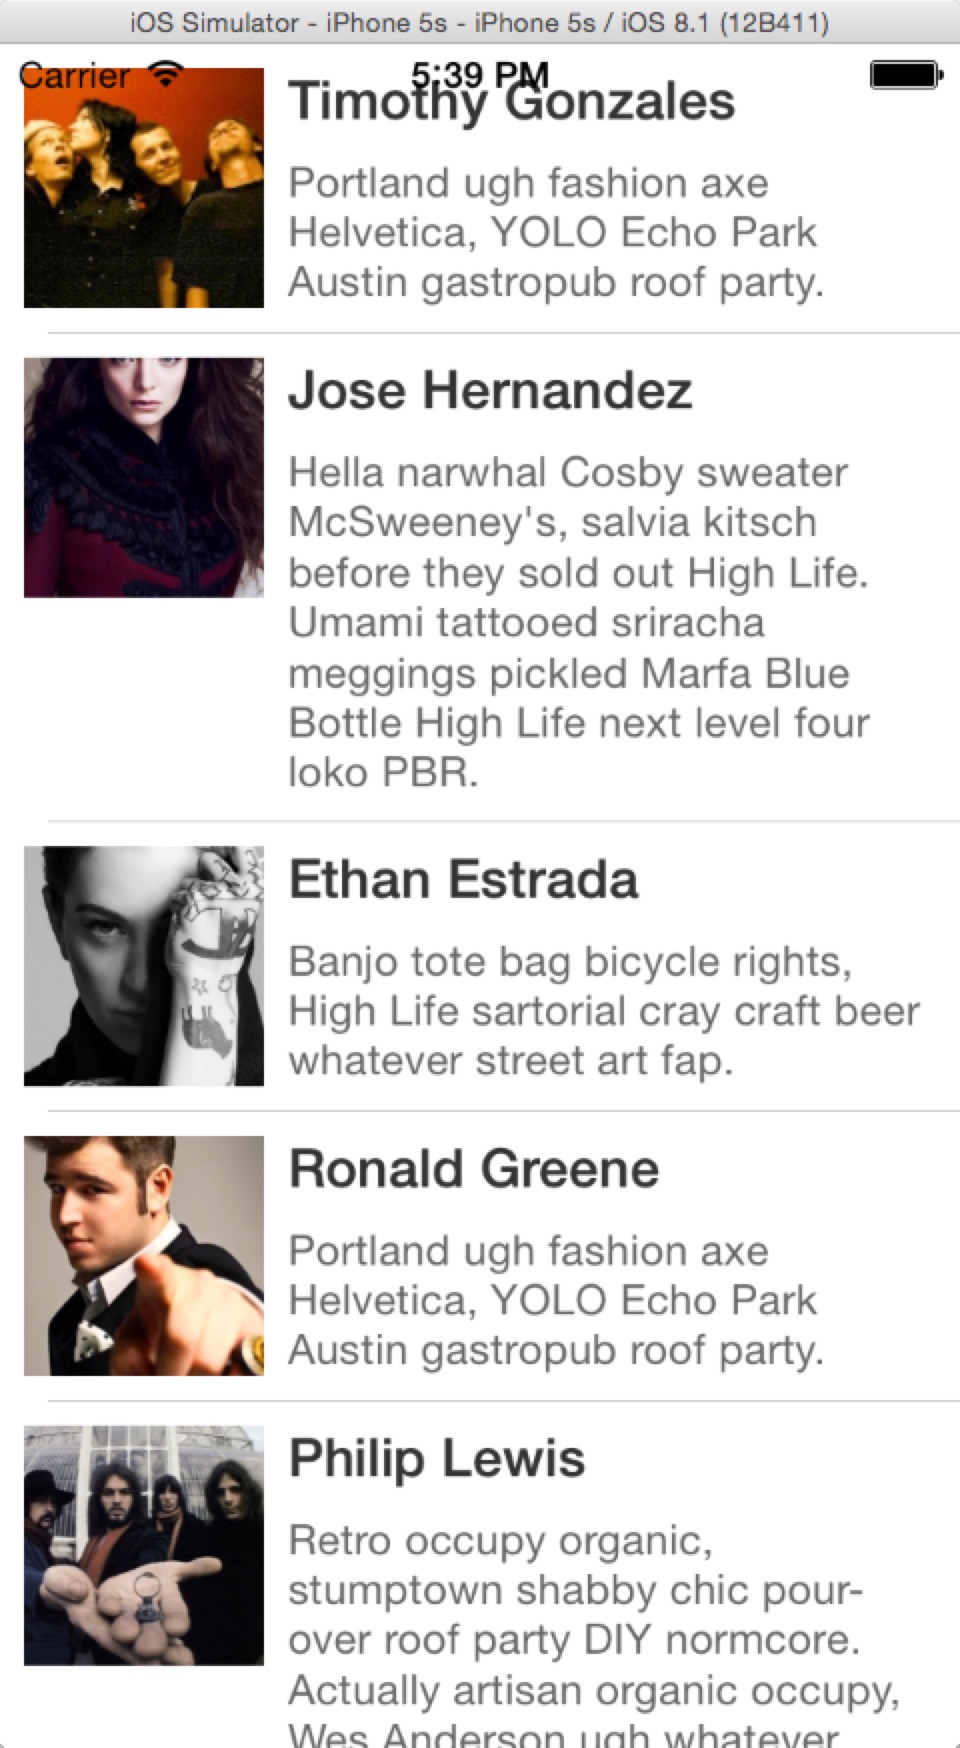 iOS Simulator - iPhone 5s - iPhone 5s / iOS 8.1 (12B411)
Carrier 5:39 PM
Timothy Gonzales
Portland ugh fashion axe
Helvetica, YOLO Echo Park
Austin gastropub roof party.
Jose Hernandez
Hella narwhal Cosby sweater
McSweeney's, salvia kitsch
before they sold out High Life.
Umami tattooed sriracha
meggings pickled Marfa Blue
Bottle High Life next level four
loko PBR.
Ethan Estrada
Banjo tote bag bicycle rights,
High Life sartorial cray craft beer
whatever street art fap.
Ronald Greene
Portland ugh fashion axe
Helvetica, YOLO Echo Park
Austin gastropub roof party.
Philip Lewis
Retro occupy organic,
stumptown shabby chic pour-
over roof party DIY normcore.
Actually artisan organic occupy,
Wes Anderson ugh whatever